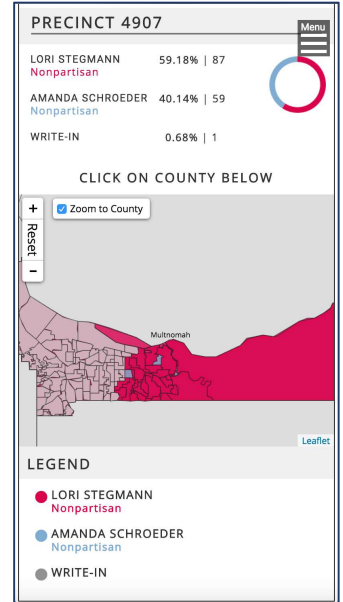 PRECINCT 4907
Menu
LORI STEGMANN 59.18% | 87
Nonpartisan
AMANDA SCHROEDER 40.14% | 59
Nonpartisan
WRITE-IN 0.68% | 1
CLICK ON COUNTY BELOW
+
Reset
−
Zoom to County
Multnomah
Leaflet
LEGEND
LORI STEGMANN
Nonpartisan
AMANDA SCHROEDER
Nonpartisan
WRITE-IN